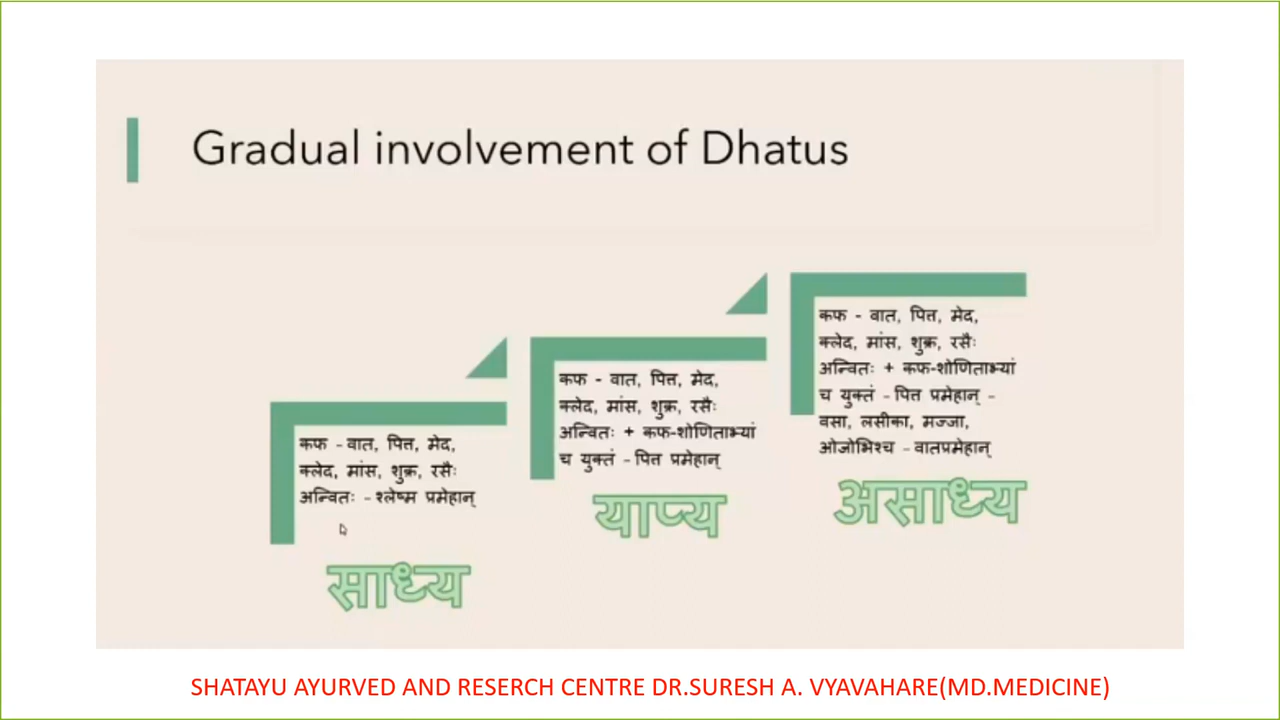 Gradual involvement of Dhatus
कफ - वात, पित्त, मेद,
क्लेद, मांस, शुक्र, रसैः
अन्वितः - श्लेष्म प्रमेहान्
साध्य
कफ - वात, पित्त, मेद,
क्लेद, मांस, शुक्र, रसैः
अन्वितः + कफ-शोणिताभ्यां
च युक्तं - पित्त प्रमेहान्
याप्य
कफ - वात, पित्त, मेद,
क्लेद, मांस, शुक्र, रसैः
अन्वितः + कफ-शोणिताभ्यां
च युक्तं - पित्त प्रमेहान् -
वसा, लसीका, मज्जा,
ओजोभिश्च - वातप्रमेहान्
असाध्य
SHATAYU AYURVED AND RESERCH CENTRE DR.SURESH A. VYAVAHARE(MD.MEDICINE)